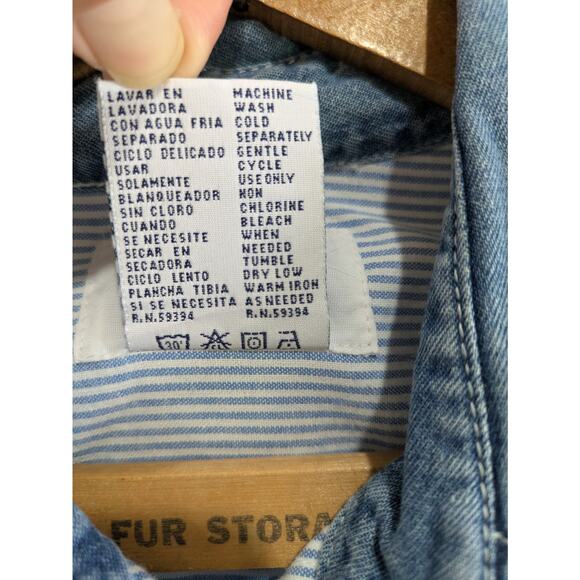 LAVAR EN
LAVADORA
CON AGUA FRIA
SEPARADO
CICLO DELICADO
USAR
SOLAMENTE
BLANQUEADOR
SIN CLORO
CUANDO
SE NECESITE
SECAR EN
SECADORA
CICLO LENTO
PLANCHA TIBIA
SI SE NECESITA
R.N.59394
MACHINE
WASH
COLD
SEPARATELY
GENTLE
CYCLE
USE ONLY
NON
CHLORINE
BLEACH
WHEN
NEEDED
TUMBLE
DRY LOW
WARM IRON
AS NEEDED
R.N.59394
30° CL
FUR STORA